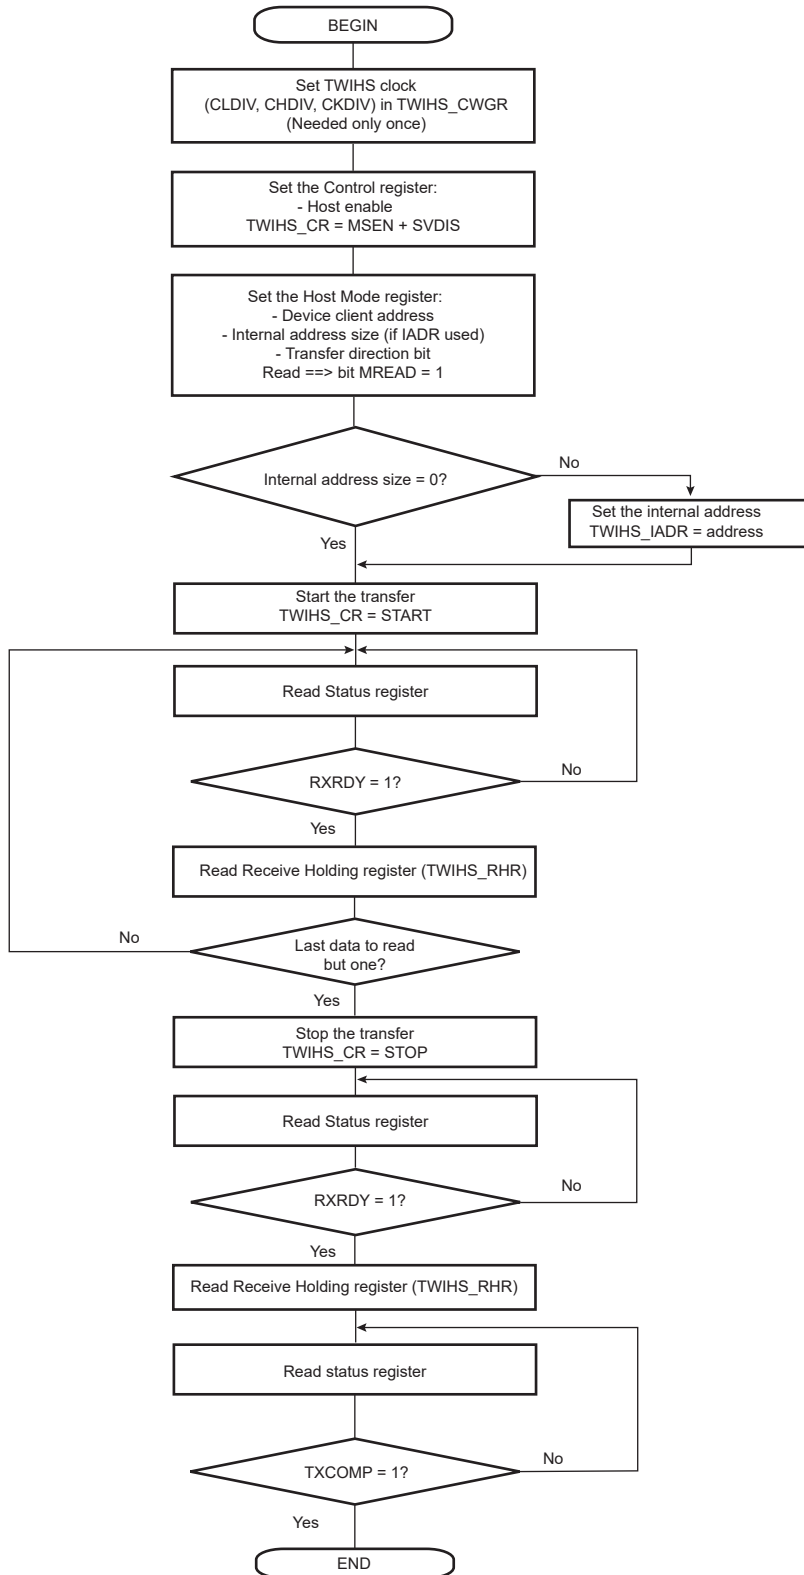 BEGIN
Set TWIHS clock
(CLDIV, CHDIV, CKDIV) in TWIHS_CWGR
(Needed only once)
Set the Control register:
- Host enable
TWIHS_CR = MSEN + SVDIS
Set the Host Mode register:
- Device client address
- Internal address size (if IADR used)
- Transfer direction bit
Read ==> bit MREAD = 1
Internal address size = 0?
No
Set the internal address
TWIHS_IADR = address
Yes
Start the transfer
TWIHS_CR = START
Read Status register
RXRDY = 1?
No
Yes
Read Receive Holding register (TWIHS_RHR)
No
Last data to read
but one?
Yes
Stop the transfer
TWIHS_CR = STOP
Read Status register
RXRDY = 1?
No
Yes
Read Receive Holding register (TWIHS_RHR)
Read status register
TXCOMP = 1?
No
Yes
END